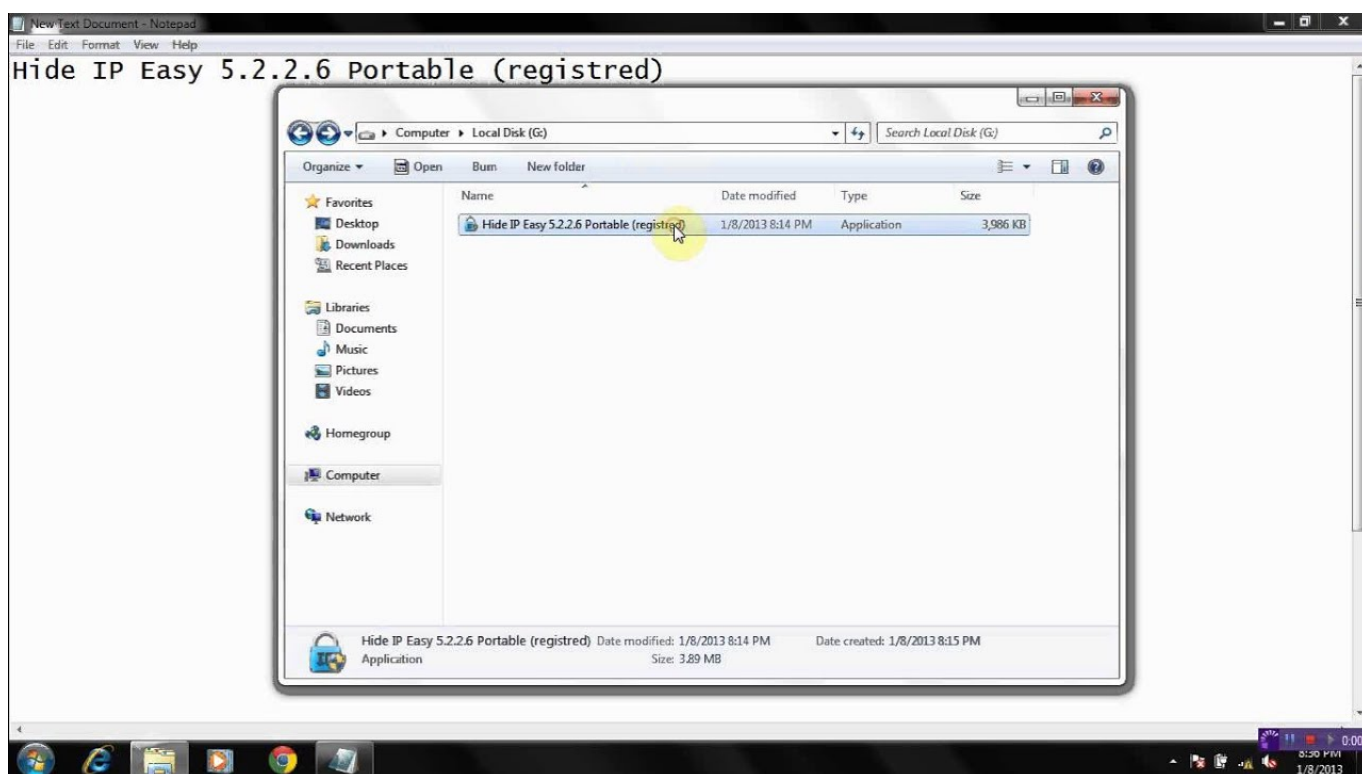 New Text Document - Notepad
File Edit Format View Help
Hide IP Easy 5.2.2.6 Portable (registred)
Computer Local Disk (G:)
Search Local Disk (G:)
Organize Open Burn New folder
Name Date modified Type Size
Hide IP Easy 5.2.2.6 Portable (registred) 1/8/2013 8:14 PM Application 3,986 KB
Favorites
Desktop
Downloads
Recent Places
Libraries
Documents
Music
Pictures
Videos
Homegroup
Computer
Network
Hide IP Easy 5.2.2.6 Portable (registred) Date modified: 1/8/2013 8:14 PM Date created: 1/8/2013 8:15 PM
Application Size: 3.89 MB
0:00
8:36 PM
1/8/2013